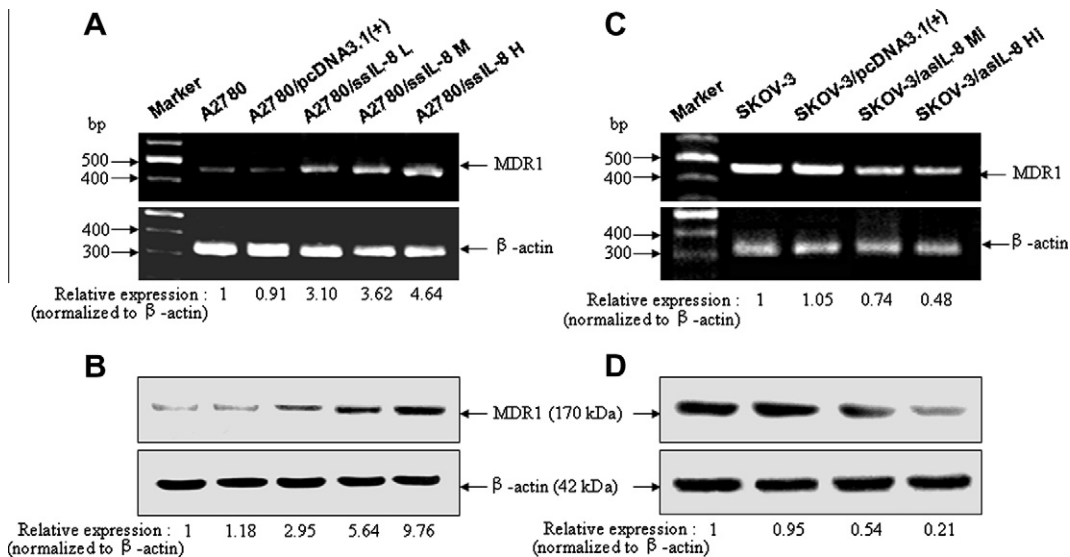 A
Marker
A2780
A2780/pcDNA3.1(+)
A2780/ssIL-8 L
A2780/ssIL-8 M
A2780/ssIL-8 H
bp
500
400
MDR1
400
300
β-actin
Relative expression : 1 0.91 3.10 3.62 4.64
(normalized to β-actin)
C
Marker
SKOV-3
SKOV-3/pcDNA3.1(+)
SKOV-3/asIL-8 Mi
SKOV-3/asIL-8 Hi
bp
500
400
MDR1
400
300
β-actin
Relative expression : 1 1.05 0.74 0.48
(normalized to β-actin)
B
D
MDR1 (170 kDa)
β-actin (42 kDa)
Relative expression : 1 1.18 2.95 5.64 9.76
(normalized to β-actin)
Relative expression : 1 0.95 0.54 0.21
(normalized to β-actin)